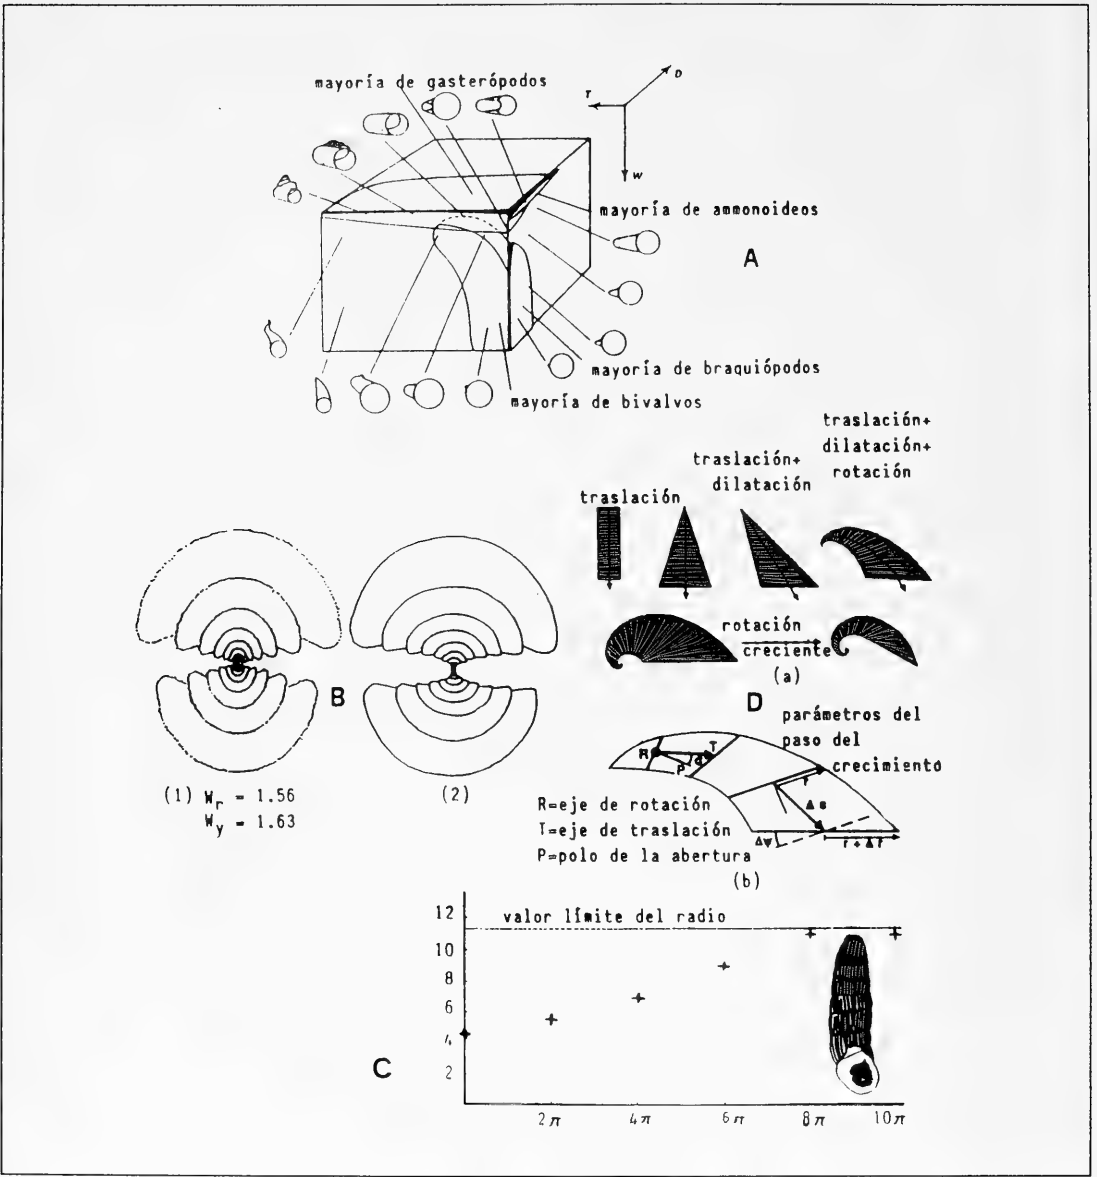 mayoría de gasterópodos
D
T
W
mayoría de ammonoideos
A
mayoría de braquiópodos
mayoría de bivalvos
traslación+
dilatación+
rotación
traslación+
dilatación
traslación
rotación
creciente
(a)
B
D
parámetros del
paso del
crecimiento
R
T
P
d
r
Δs
Δψ
r + Δr
(1) Wr = 1.56
Wy = 1.63
(2)
R=eje de rotación
T=eje de traslación
P=polo de la abertura
(b)
12
valor límite del radio
10
8
6
4
2
C
2π
4π
6π
8π
10π